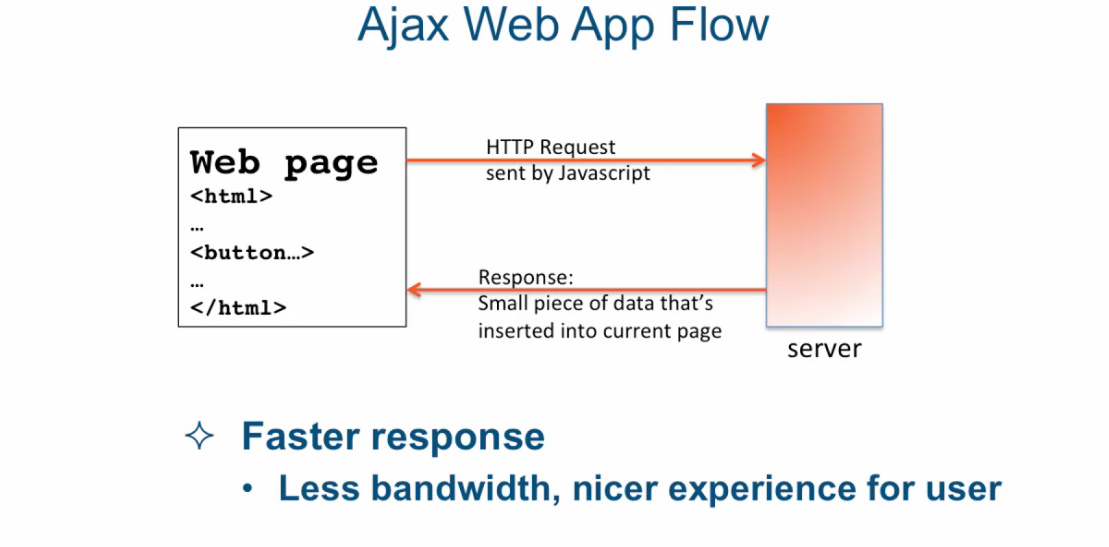 Ajax Web App Flow
Web page
<html>
…
<button…>
…
</html>
HTTP Request
sent by Javascript
Response:
Small piece of data that's
inserted into current page
server
Faster response
• Less bandwidth, nicer experience for user